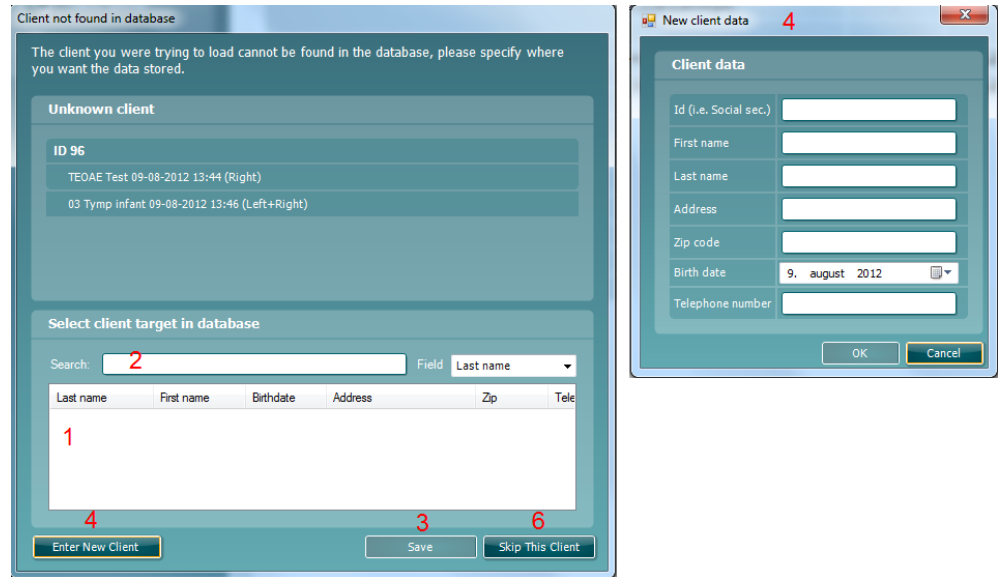 Client not found in database
The client you were trying to load cannot be found in the database, please specify where
you want the data stored.
Unknown client
ID 96
TEOAE Test 09-08-2012 13:44 (Right)
03 Tymp infant 09-08-2012 13:46 (Left+Right)
Select client target in database
Search: 2 Field Last name
Last name First name Birthdate Address Zip Tele
1
4 3 6
Enter New Client Save Skip This Client
New client data 4
Client data
Id (i.e. Social sec.)
First name
Last name
Address
Zip code
Birth date 9. august 2012
Telephone number
OK Cancel